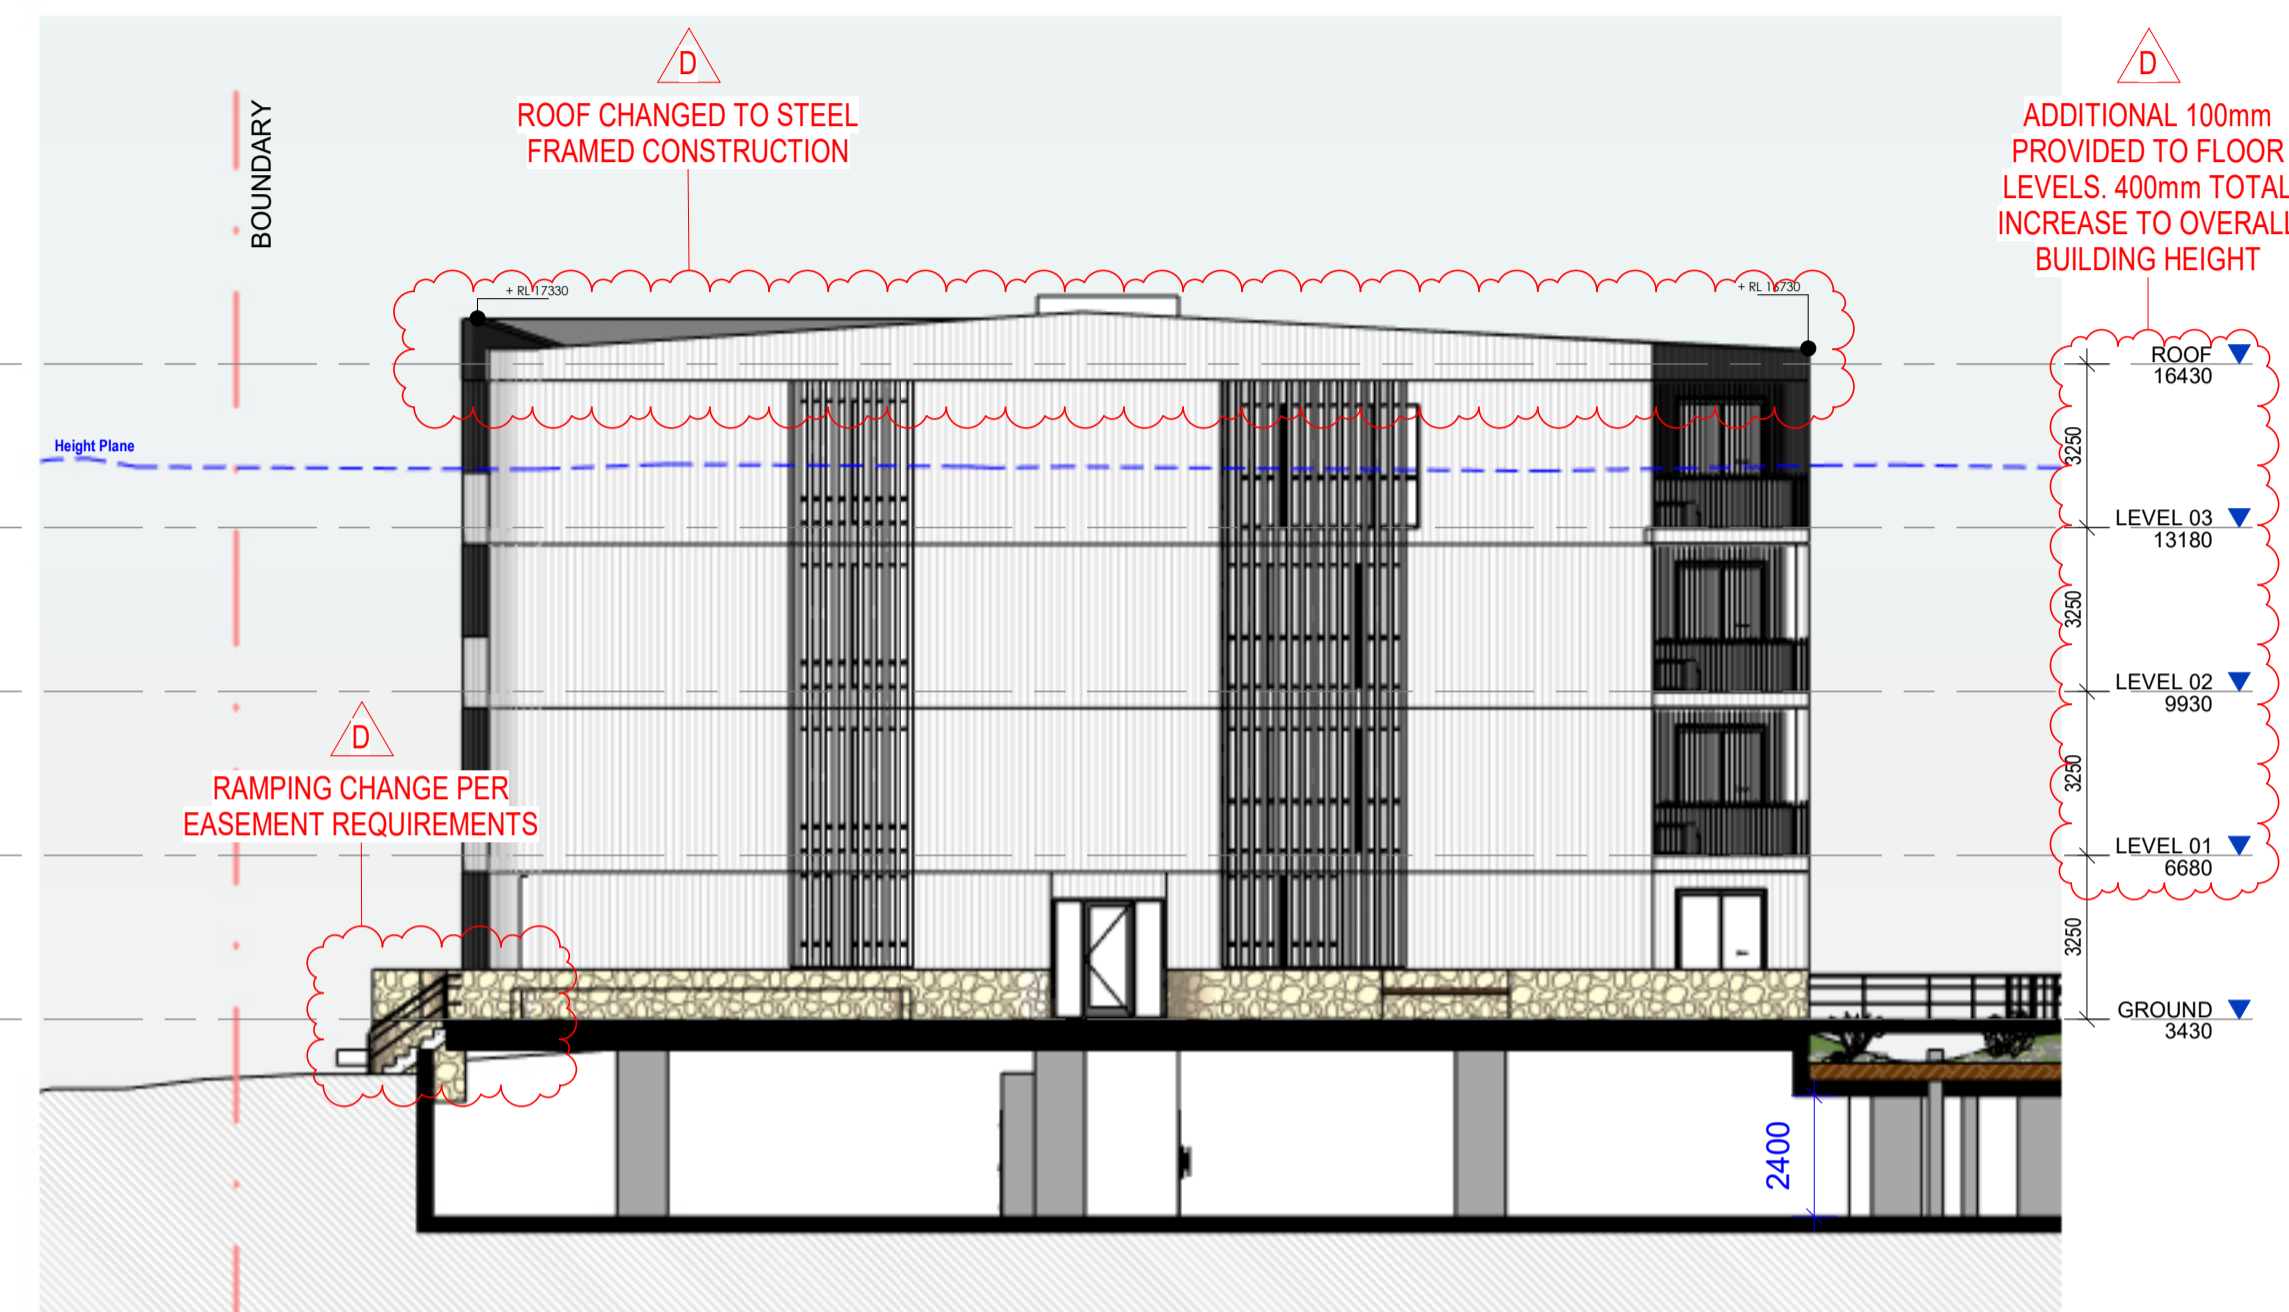 D
ROOF CHANGED TO STEEL
FRAMED CONSTRUCTION
D
ADDITIONAL 100mm
PROVIDED TO FLOOR
LEVELS. 400mm TOTAL
INCREASE TO OVERALL
BUILDING HEIGHT
BOUNDARY
+ RL 17330
+ RL 16730
ROOF
16430
3250
Height Plane
LEVEL 03
13180
3250
LEVEL 02
9930
3250
D
RAMPING CHANGE PER
EASEMENT REQUIREMENTS
LEVEL 01
6680
3250
GROUND
3430
2400